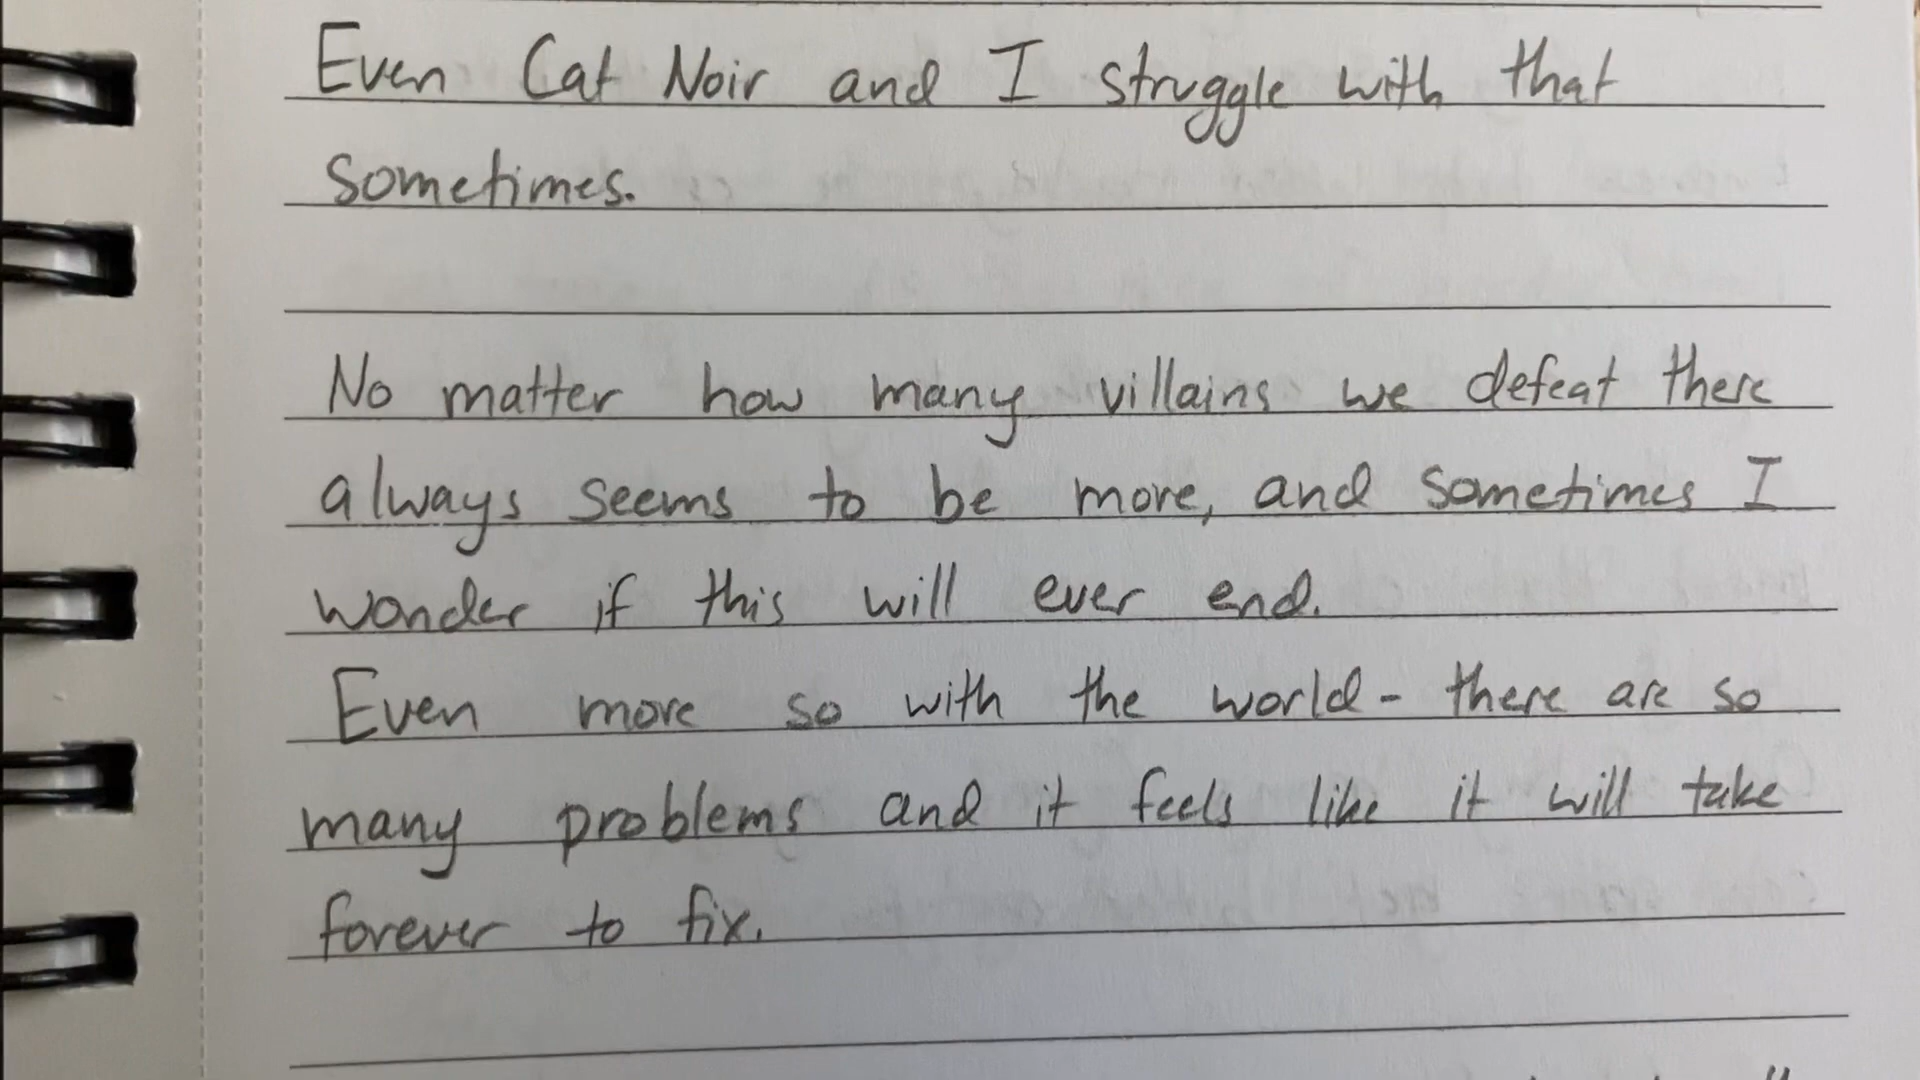 Even Cat Noir and I struggle with that
sometimes.
No matter how many villains we defeat there
always seems to be more, and sometimes I
wonder if this will ever end.
Even more so with the world - there are so
many problems and it feels like it will take
forever to fix.